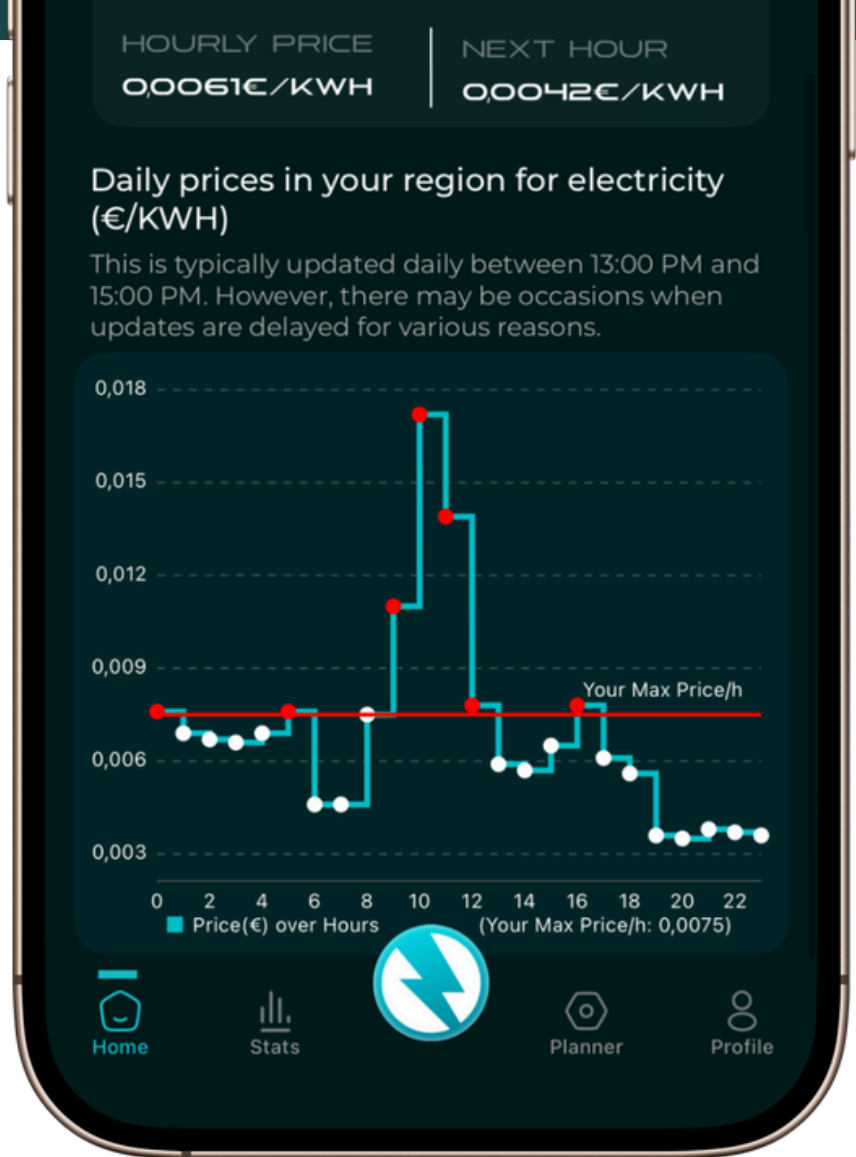 HOURLY PRICE
0,0061€/KWH
NEXT HOUR
0,0042€/KWH
Daily prices in your region for electricity
(€/KWH)
This is typically updated daily between 13:00 PM and
15:00 PM. However, there may be occasions when
updates are delayed for various reasons.
0,018
0,015
0,012
0,009
Your Max Price/h
0,006
0,003
0 2 4 6 8 10 12 14 16 18 20 22
Price(€) over Hours (Your Max Price/h: 0,0075)
Home Stats Planner Profile